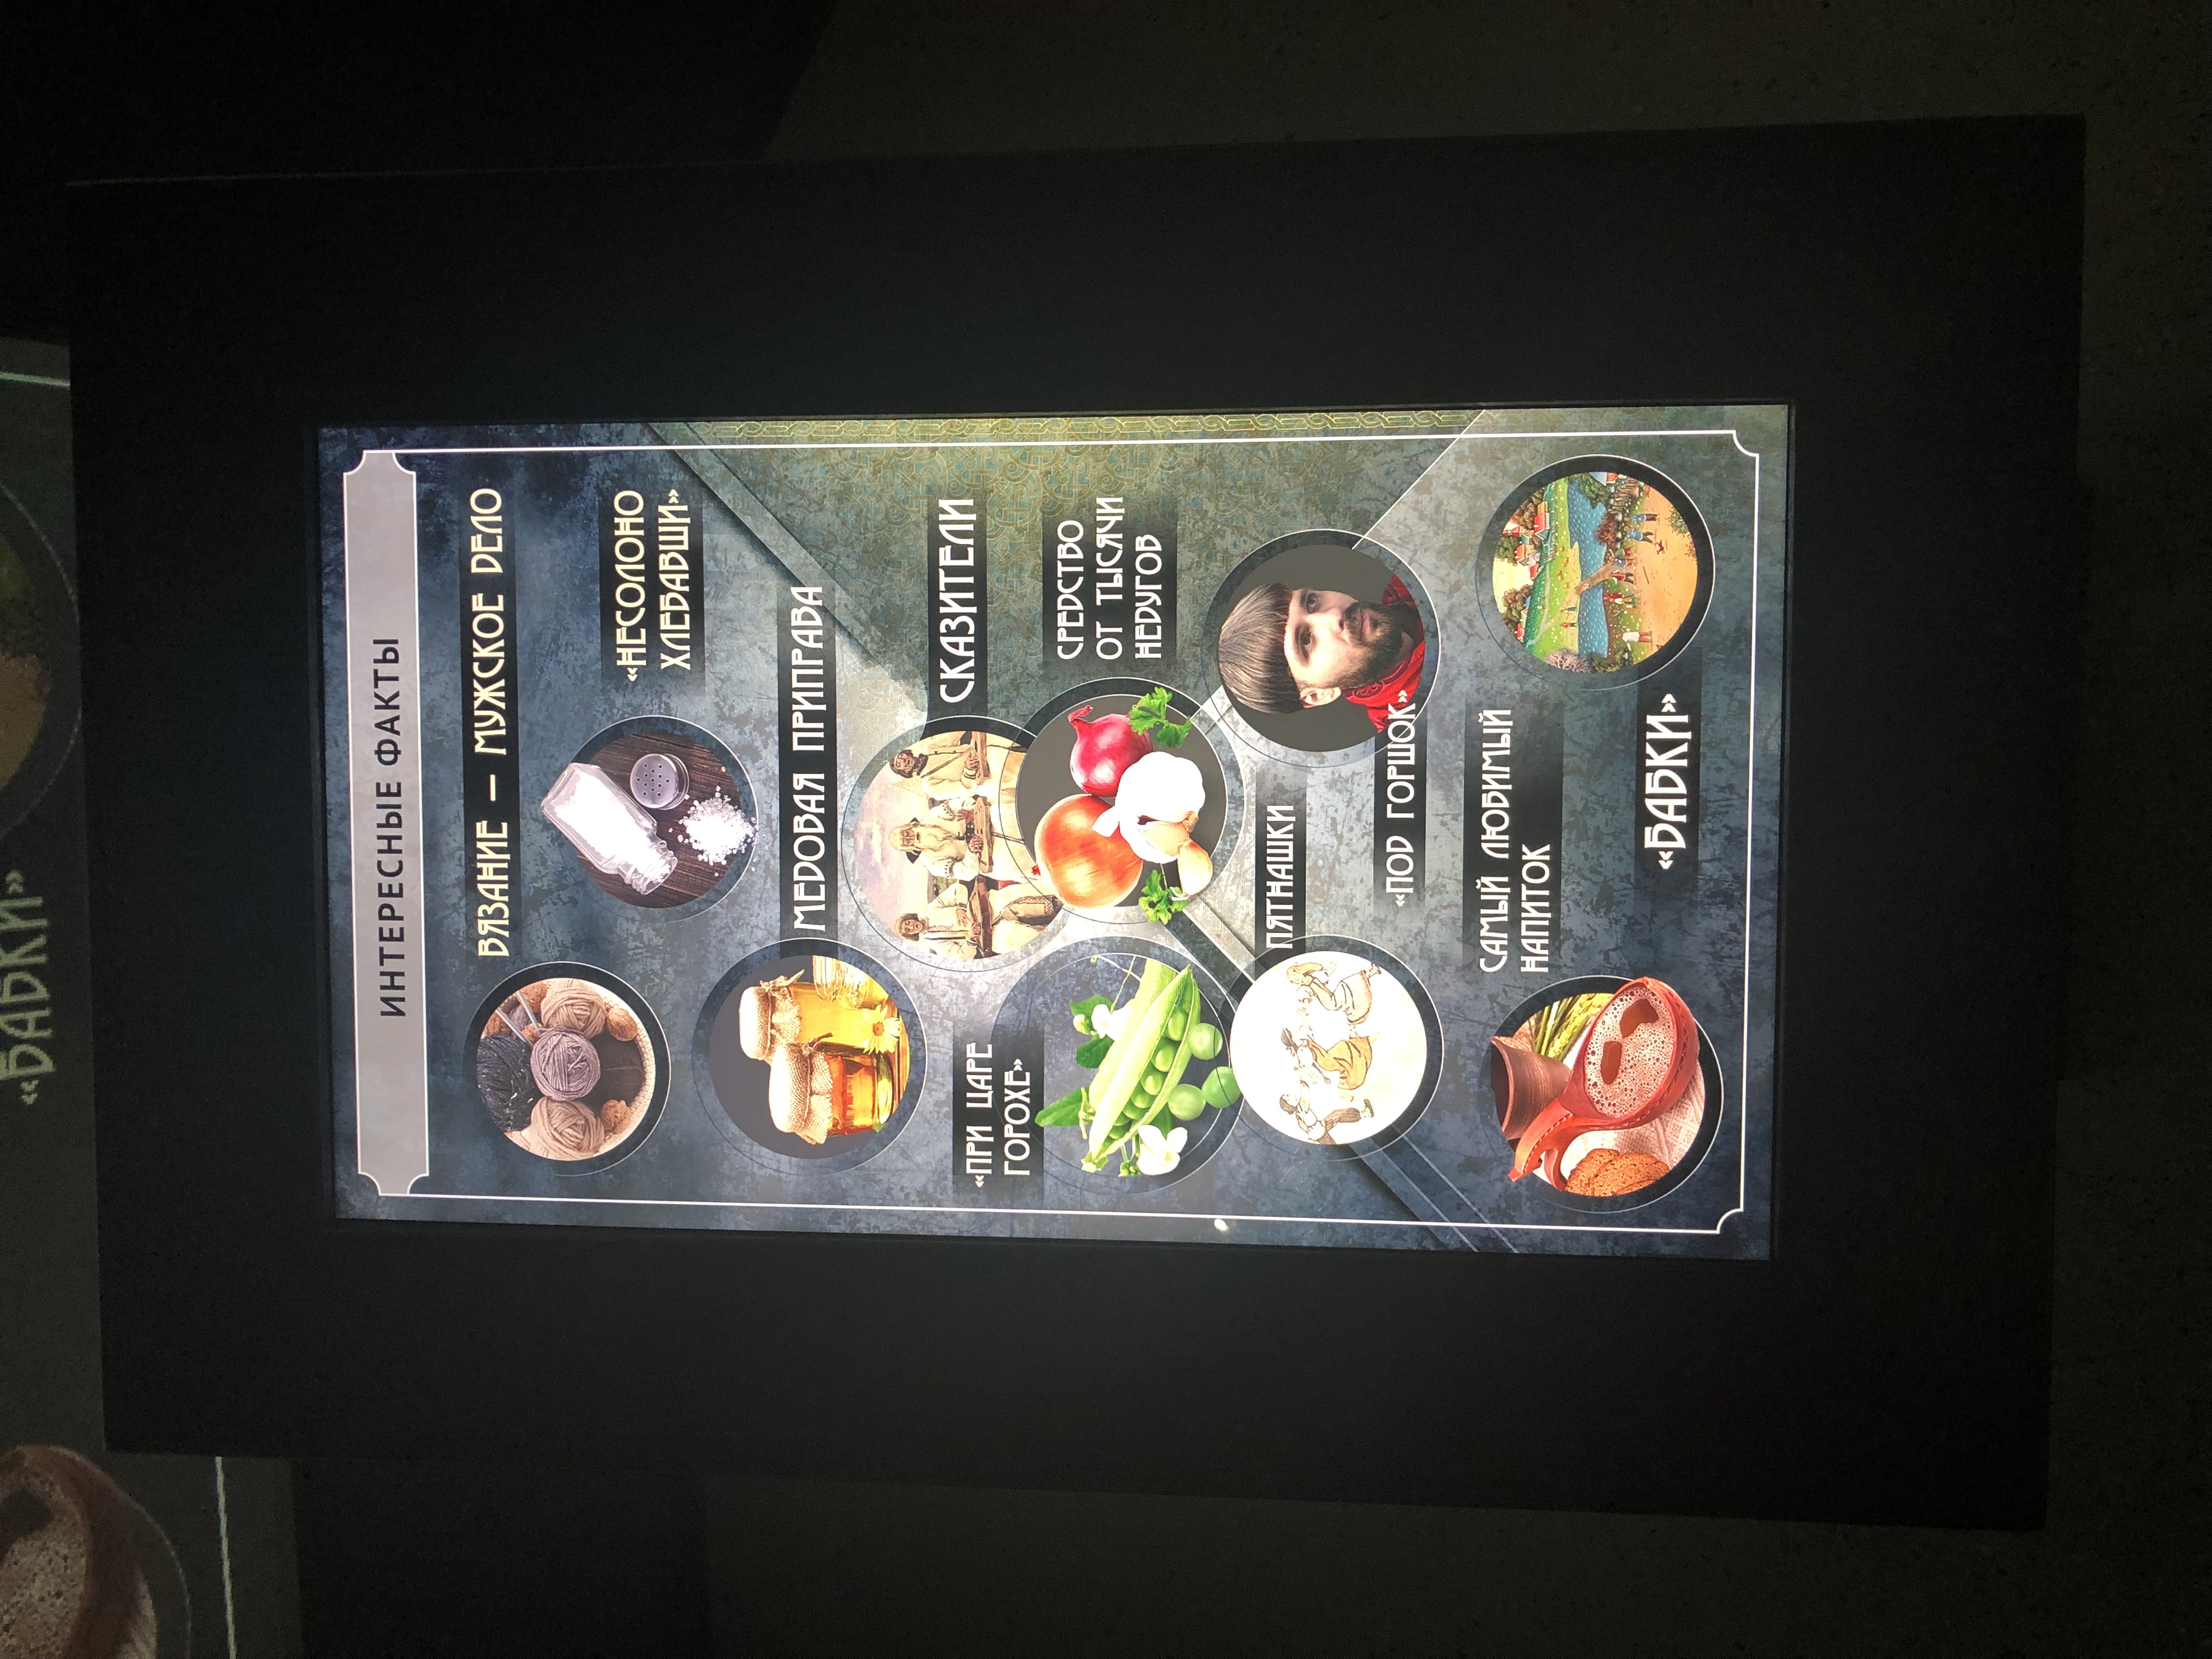 «БАБКИ»
ИНТЕРЕСНЫЕ ФАКТЫ
ВЯЗАНИЕ — МУЖСКОЕ ДЕЛО
«НЕСОЛОНО
ХЛЕБАВШИ»
МЕДОВАЯ ПРИПРАВА
СКАЗИТЕЛИ
«ПРИ ЦАРЕ
ГОРОХЕ»
СРЕДСТВО
ОТ ТЫСЯЧИ
НЕДУГОВ
ПЯТНАШКИ
«ПОД ГОРШОК»
САМЫЙ ЛЮБИМЫЙ
НАПИТОК
«БАБКИ»